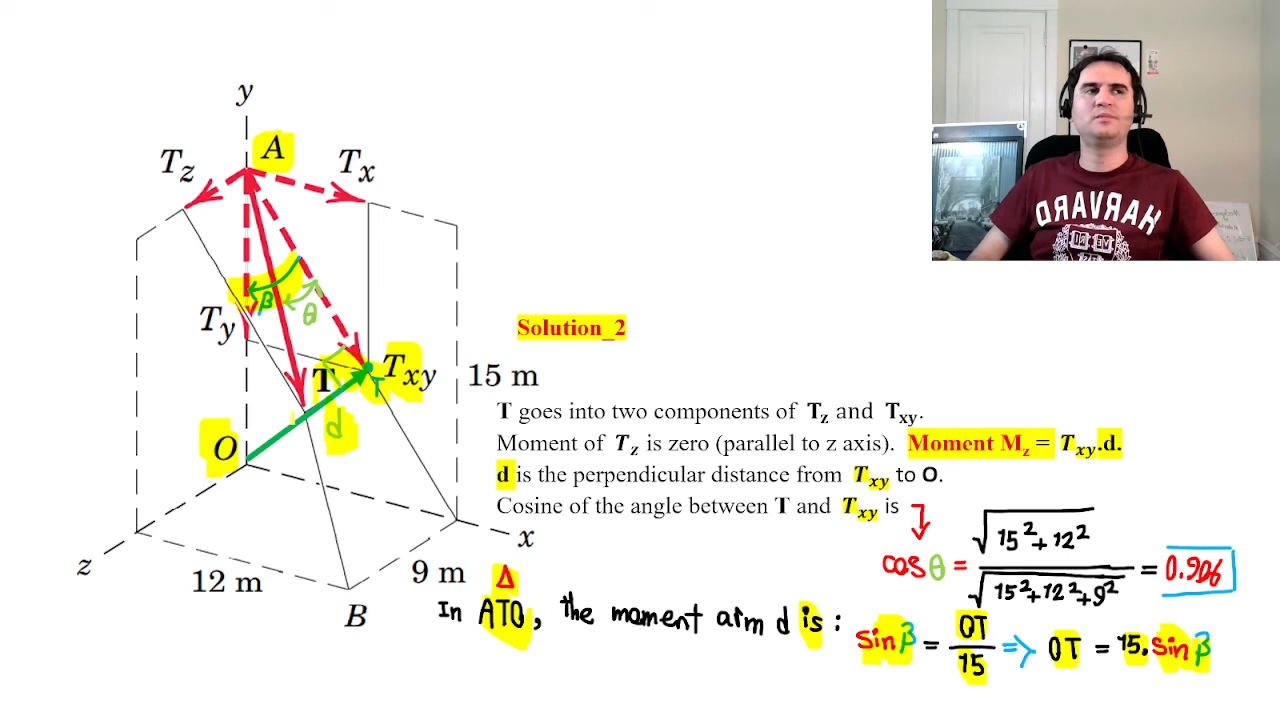 y
A
T_z
T_x
β
θ
T_y
T
T_xy
T
d
15 m
O
x
z
12 m
9 m
B
HARVARD
VE RI
Solution_2
T goes into two components of T_z and T_xy.
Moment of T_z is zero (parallel to z axis). Moment M_z = T_xy.d.
d is the perpendicular distance from T_xy to O.
Cosine of the angle between T and T_xy is
cos θ = √(15²+12²) / √(15²+12²+9²) = 0.906
In Δ ATO, the moment arm d is: sin β = OT / 15 ⇒ OT = 15. sin β